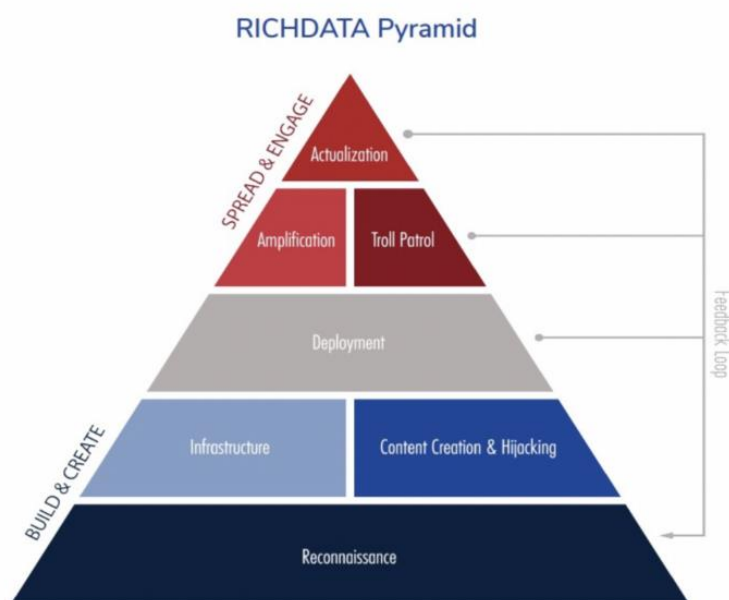 RICHDATA Pyramid
SPREAD & ENGAGE
Actualization
Amplification
Troll Patrol
Deployment
Feedback Loop
BUILD & CREATE
Infrastructure
Content Creation & Hijacking
Reconnaissance